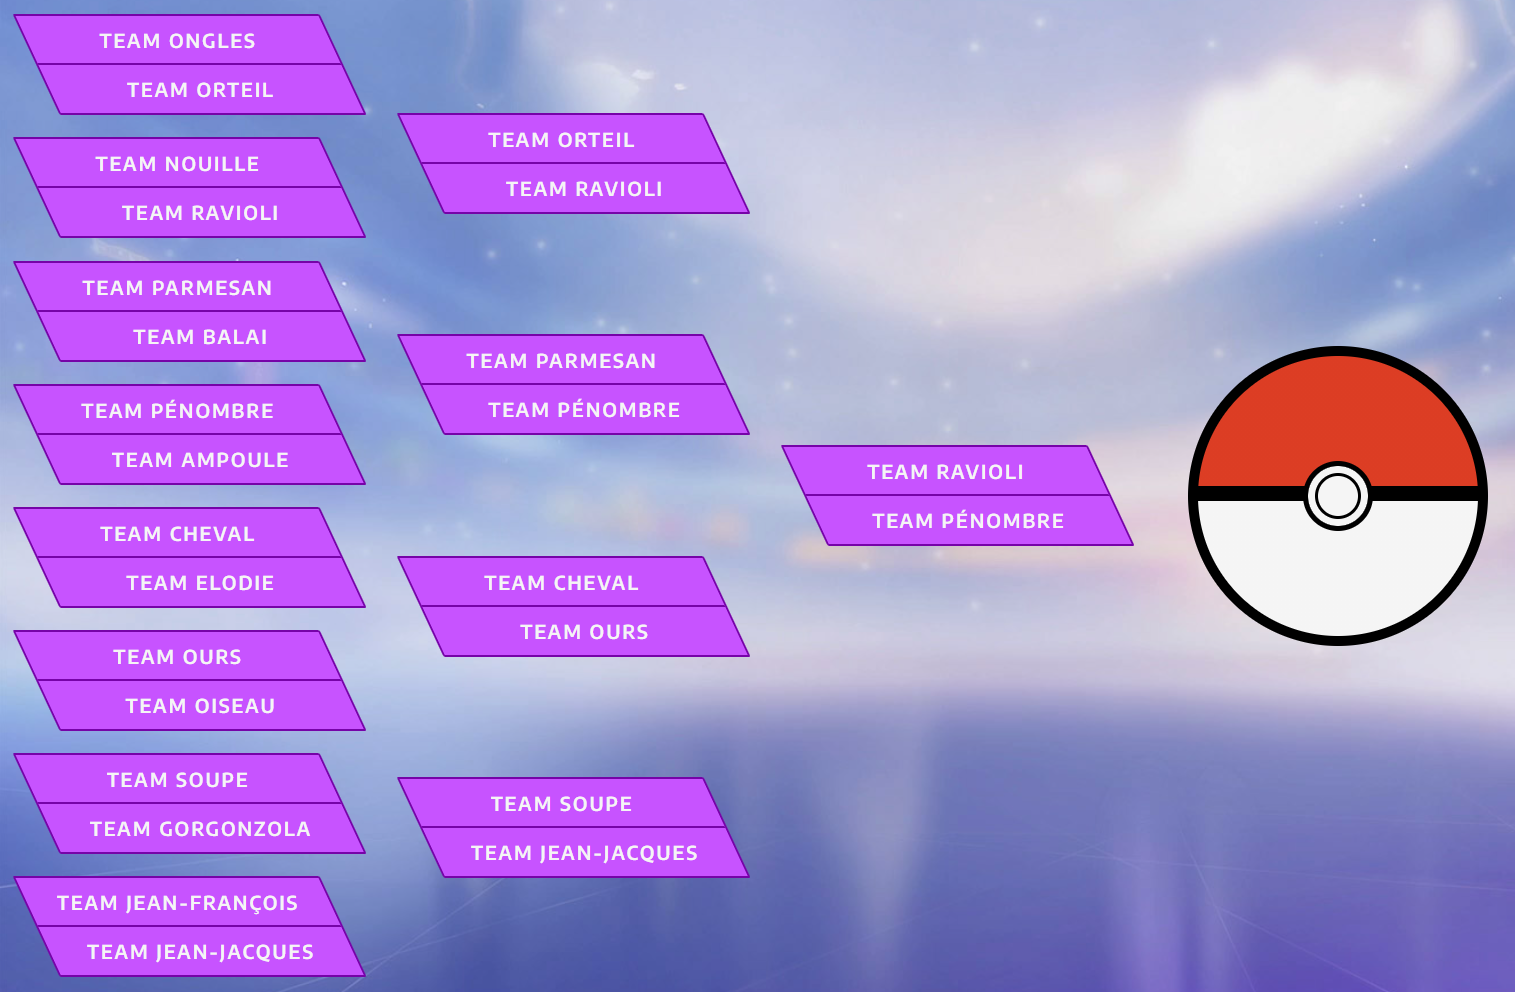 TEAM ONGLES
TEAM ORTEIL
TEAM NOUILLE
TEAM RAVIOLI
TEAM PARMESAN
TEAM BALAI
TEAM PÉNOMBRE
TEAM AMPOULE
TEAM CHEVAL
TEAM ELODIE
TEAM OURS
TEAM OISEAU
TEAM SOUPE
TEAM GORGONZOLA
TEAM JEAN-FRANÇOIS
TEAM JEAN-JACQUES
TEAM ORTEIL
TEAM RAVIOLI
TEAM PARMESAN
TEAM PÉNOMBRE
TEAM CHEVAL
TEAM OURS
TEAM SOUPE
TEAM JEAN-JACQUES
TEAM RAVIOLI
TEAM PÉNOMBRE